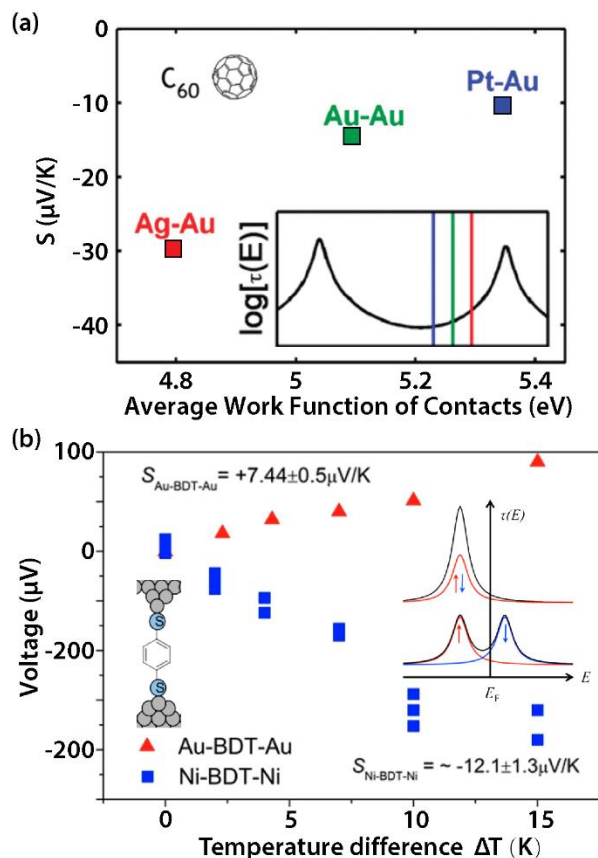 (a)
0
-10
-20
-30
-40
S (μV/K)
C60
Pt-Au
Au-Au
Ag-Au
log[τ(E)]
4.8 5 5.2 5.4
Average Work Function of Contacts (eV)
(b)
100
0
-200
-200
Voltage (μV)
S Au-BDT-Au = +7.44±0.5μV/K
τ(E)
E
EF
S
S
Au-BDT-Au
Ni-BDT-Ni
S Ni-BDT-Ni = ~ -12.1±1.3μV/K
0 5 10 15
Temperature difference ΔT (K)